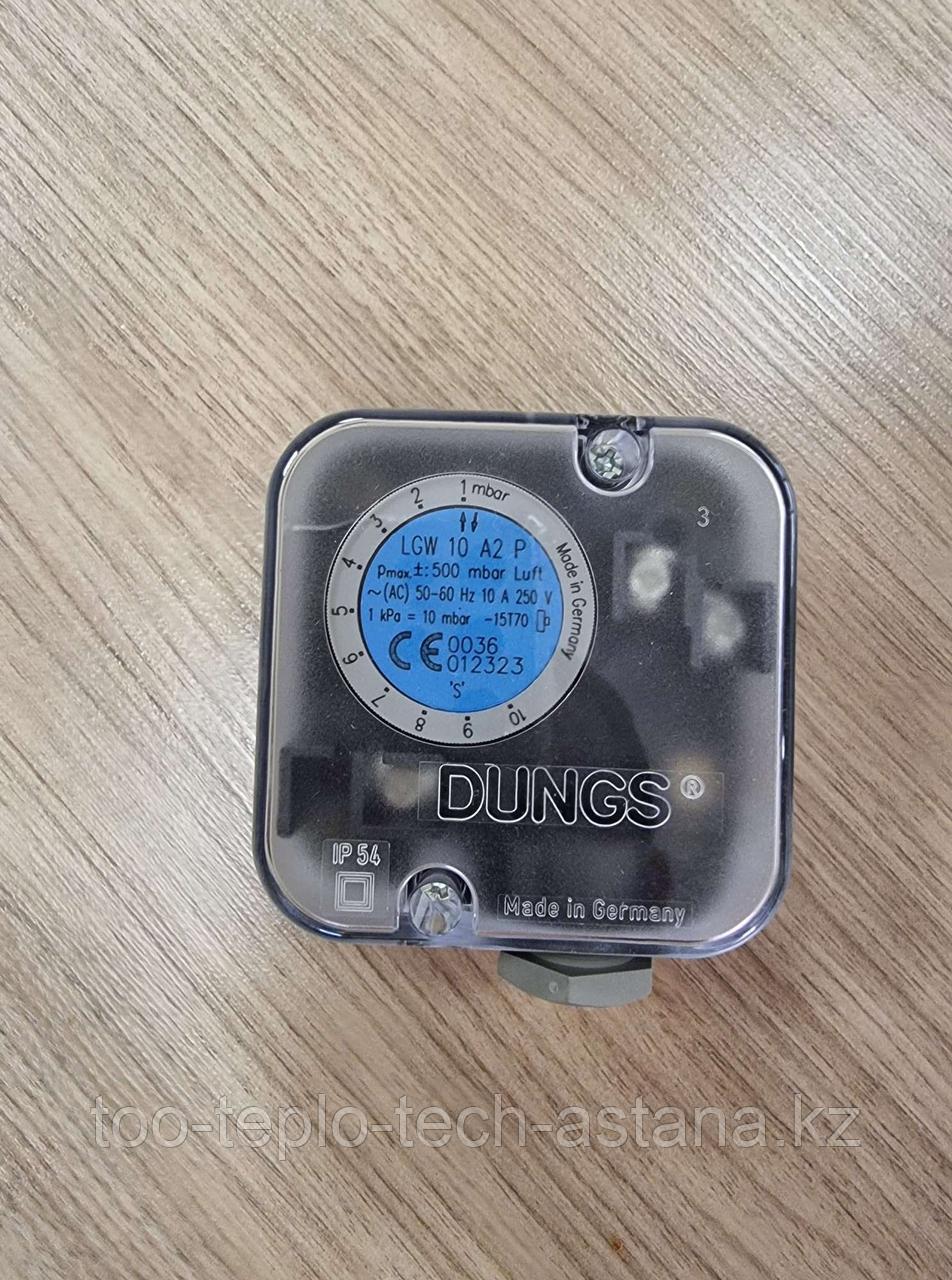 1 mbar
2
3
4
5
6
7
8
9
10
Made in Germany
LGW 10 A2 P
Pmax. ±: 500 mbar Luft
~(AC) 50-60 Hz 10 A 250 V
1 kPa = 10 mbar -15T70
CE 0036
012323
'S'
3
DUNGS®
IP 54
Made in Germany
too-teplo-tech-astana.kz